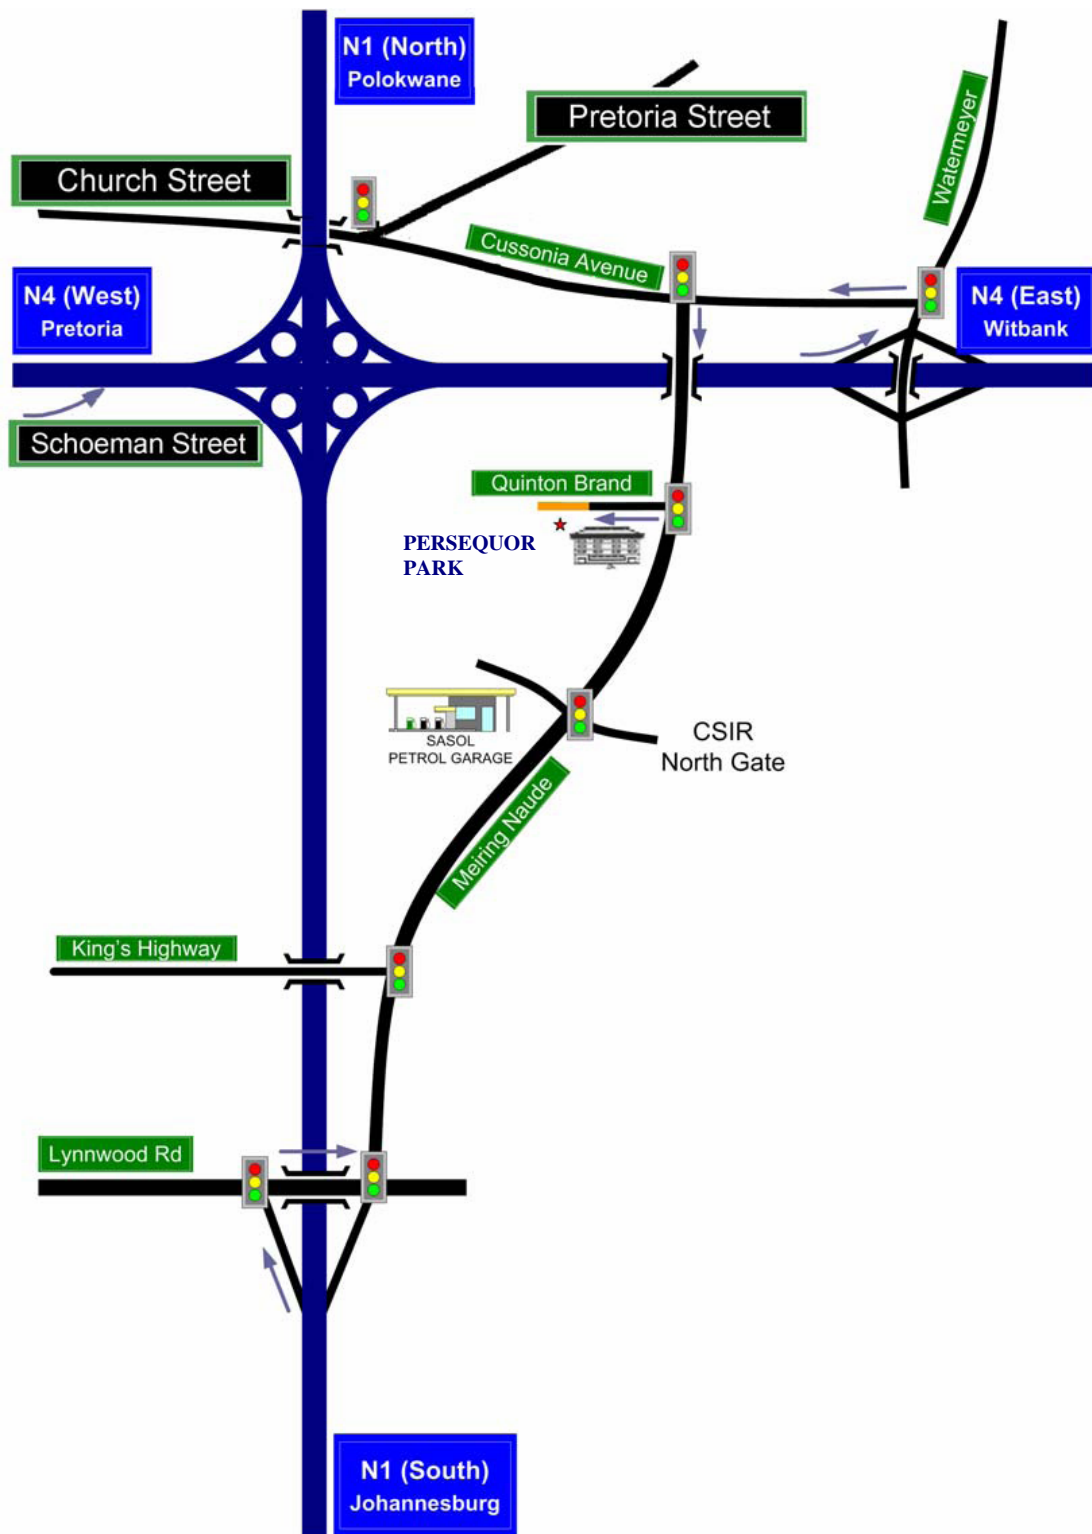 N1 (North)
Polokwane
Pretoria Street
Watermeyer
Church Street
Cussonia Avenue
N4 (West)
Pretoria
N4 (East)
Witbank
Schoeman Street
Quinton Brand
PERSEQUOR
PARK
SASOL
PETROL GARAGE
CSIR
North Gate
Meiring Naude
King's Highway
Lynnwood Rd
N1 (South)
Johannesburg